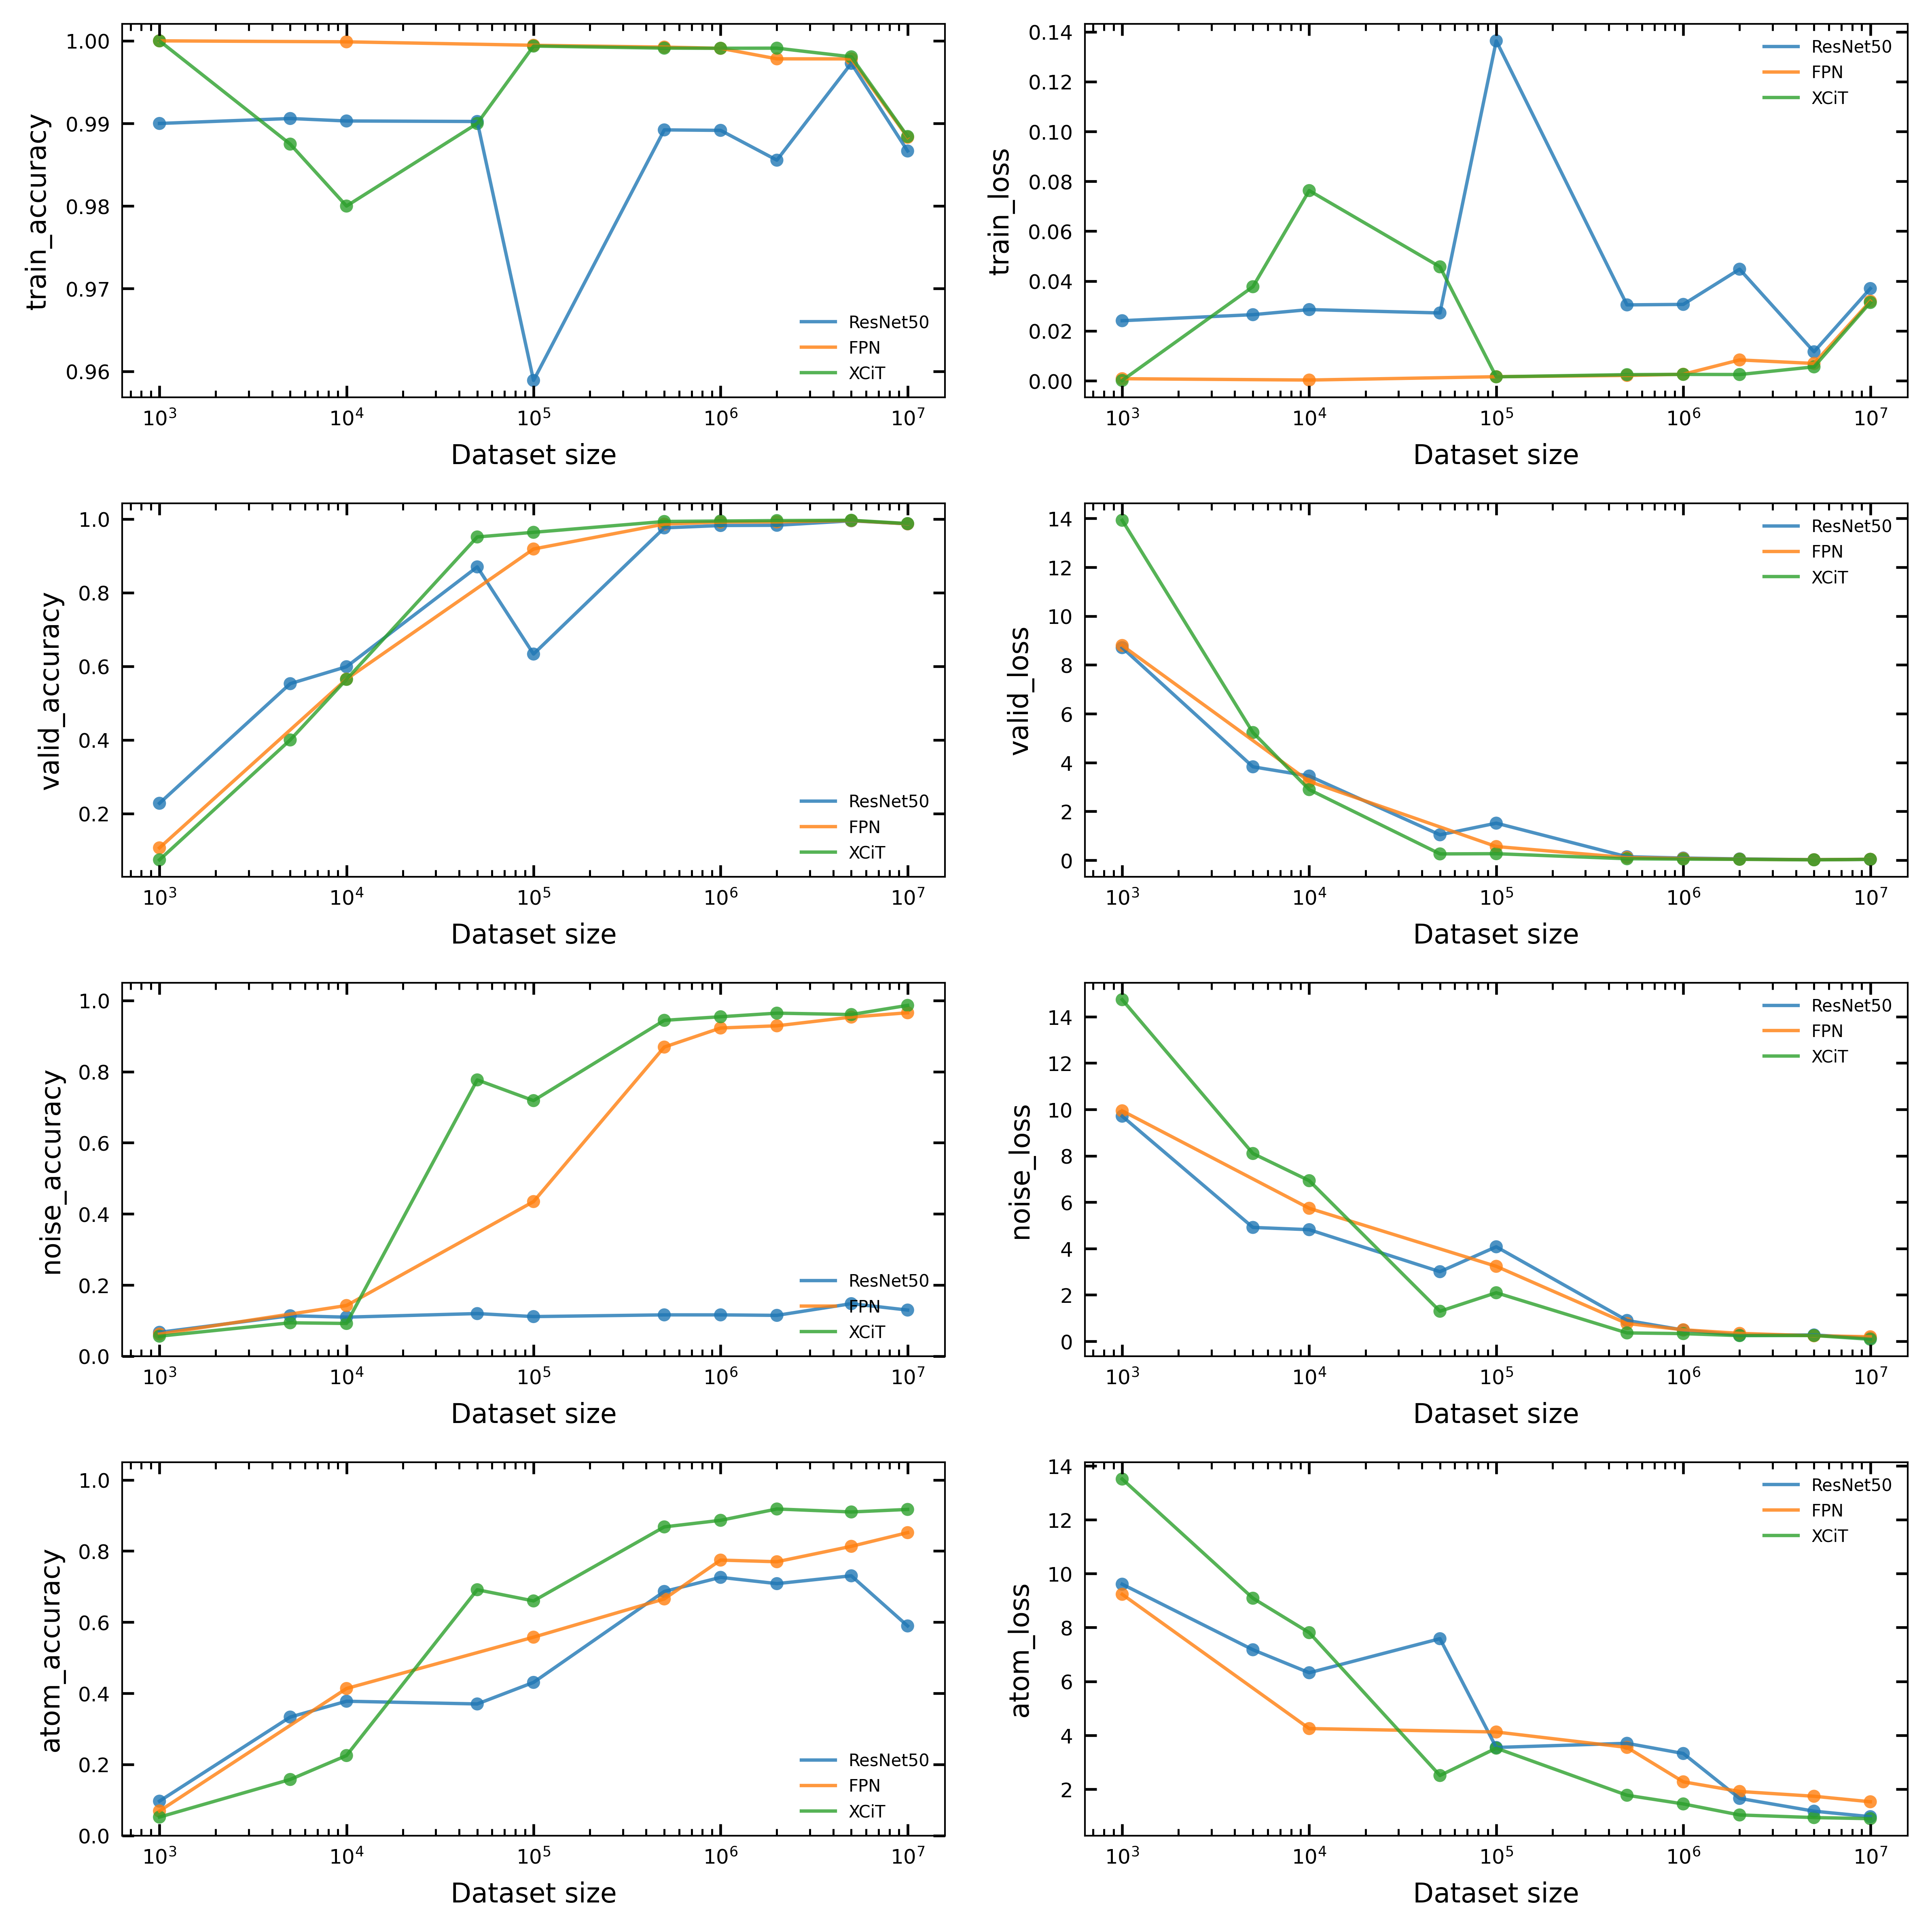 train_accuracy
1.00
0.99
0.98
0.97
0.96
10³ 10⁴ 10⁵ 10⁶ 10⁷
Dataset size
ResNet50
FPN
XCiT
train_loss
0.14
0.12
0.10
0.08
0.06
0.04
0.02
0.00
10³ 10⁴ 10⁵ 10⁶ 10⁷
Dataset size
ResNet50
FPN
XCiT
valid_accuracy
1.0
0.8
0.6
0.4
0.2
10³ 10⁴ 10⁵ 10⁶ 10⁷
Dataset size
ResNet50
FPN
XCiT
valid_loss
14
12
10
8
6
4
2
0
10³ 10⁴ 10⁵ 10⁶ 10⁷
Dataset size
ResNet50
FPN
XCiT
noise_accuracy
1.0
0.8
0.6
0.4
0.2
0.0
10³ 10⁴ 10⁵ 10⁶ 10⁷
Dataset size
ResNet50
FPN
XCiT
noise_loss
14
12
10
8
6
4
2
0
10³ 10⁴ 10⁵ 10⁶ 10⁷
Dataset size
ResNet50
FPN
XCiT
atom_accuracy
1.0
0.8
0.6
0.4
0.2
0.0
10³ 10⁴ 10⁵ 10⁶ 10⁷
Dataset size
ResNet50
FPN
XCiT
atom_loss
14
12
10
8
6
4
2
10³ 10⁴ 10⁵ 10⁶ 10⁷
Dataset size
ResNet50
FPN
XCiT